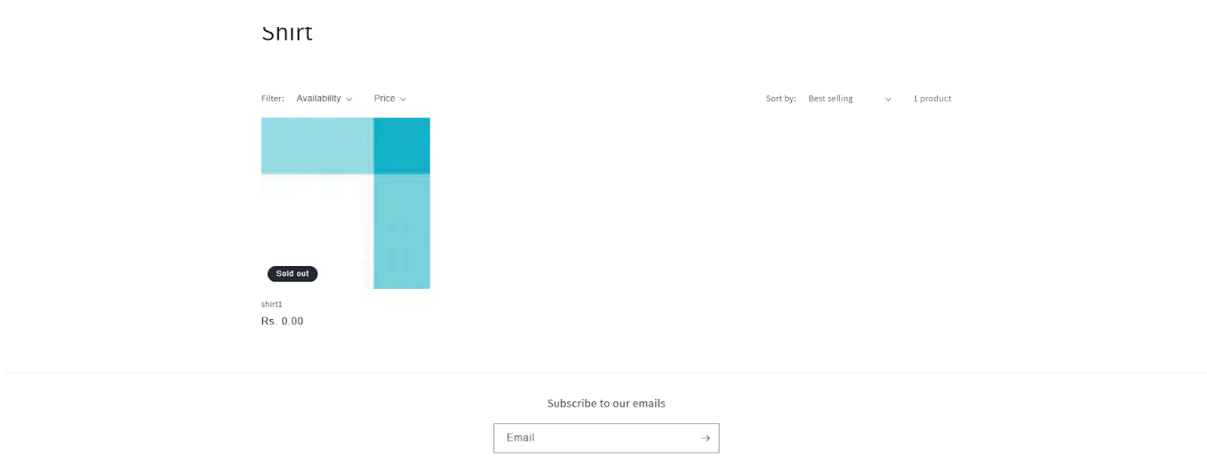 Shirt
Filter: Availability Price Sort by: Best selling 1 product
Sold out
shirt1
Rs. 0.00
Subscribe to our emails
Email